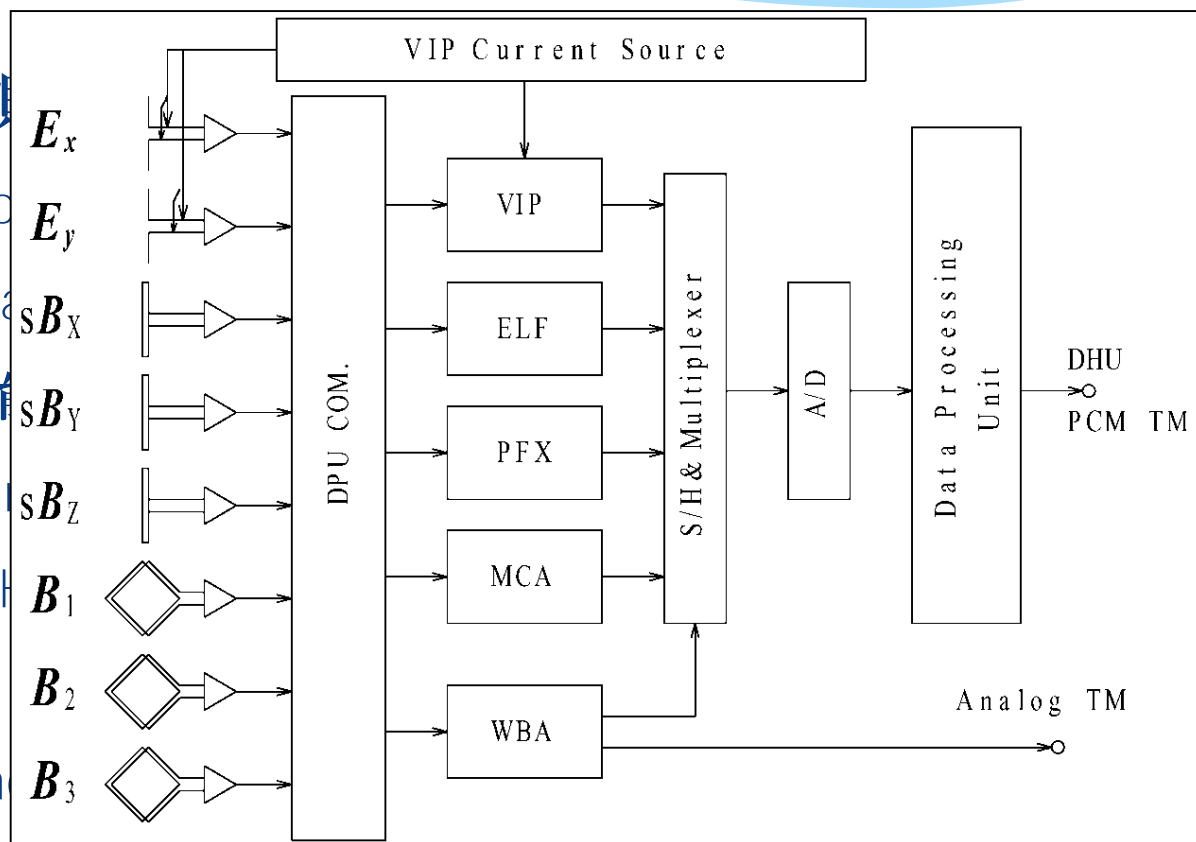 VIP Current Source
Ex
Ey
sBX
sBY
sBZ
B1
B2
B3
DPU COM.
VIP
ELF
PFX
MCA
WBA
S/H&Multiplexer
A/D
Data Processing
Unit
DHU
PCM TM
Analog TM